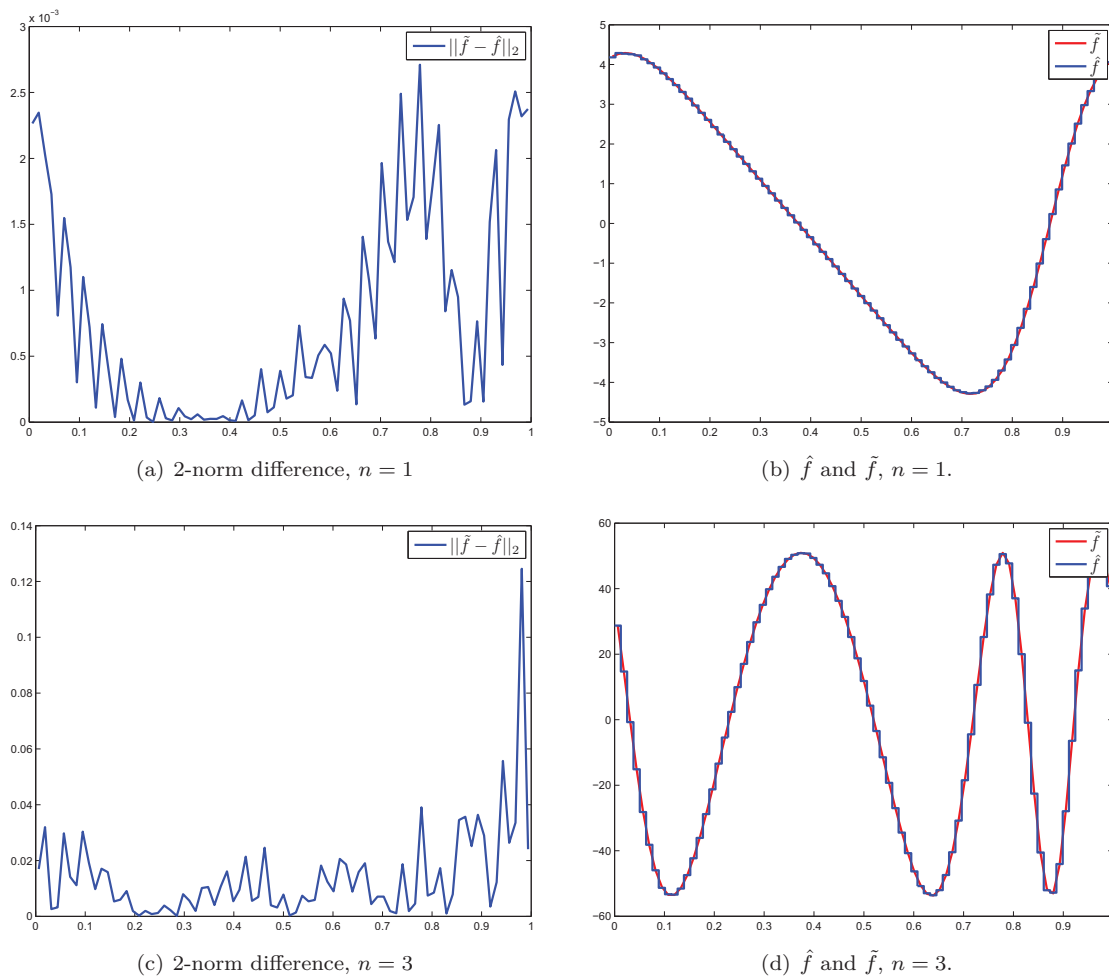 x 10⁻³
3
2.5
2
1.5
1
0.5
0
0 0.1 0.2 0.3 0.4 0.5 0.6 0.7 0.8 0.9 1
||f̃ − f̂||₂
(a) 2-norm difference, n = 1
5
4
3
2
1
0
−1
−2
−3
−4
−5
0 0.1 0.2 0.3 0.4 0.5 0.6 0.7 0.8 0.9
f̃
f̂
(b) f̂ and f̃, n = 1.
0.14
0.12
0.1
0.08
0.06
0.04
0.02
0
0 0.1 0.2 0.3 0.4 0.5 0.6 0.7 0.8 0.9 1
||f̃ − f̂||₂
(c) 2-norm difference, n = 3
60
40
20
0
−20
−40
−60
0 0.1 0.2 0.3 0.4 0.5 0.6 0.7 0.8 0.9
f̃
f̂
(d) f̂ and f̃, n = 3.